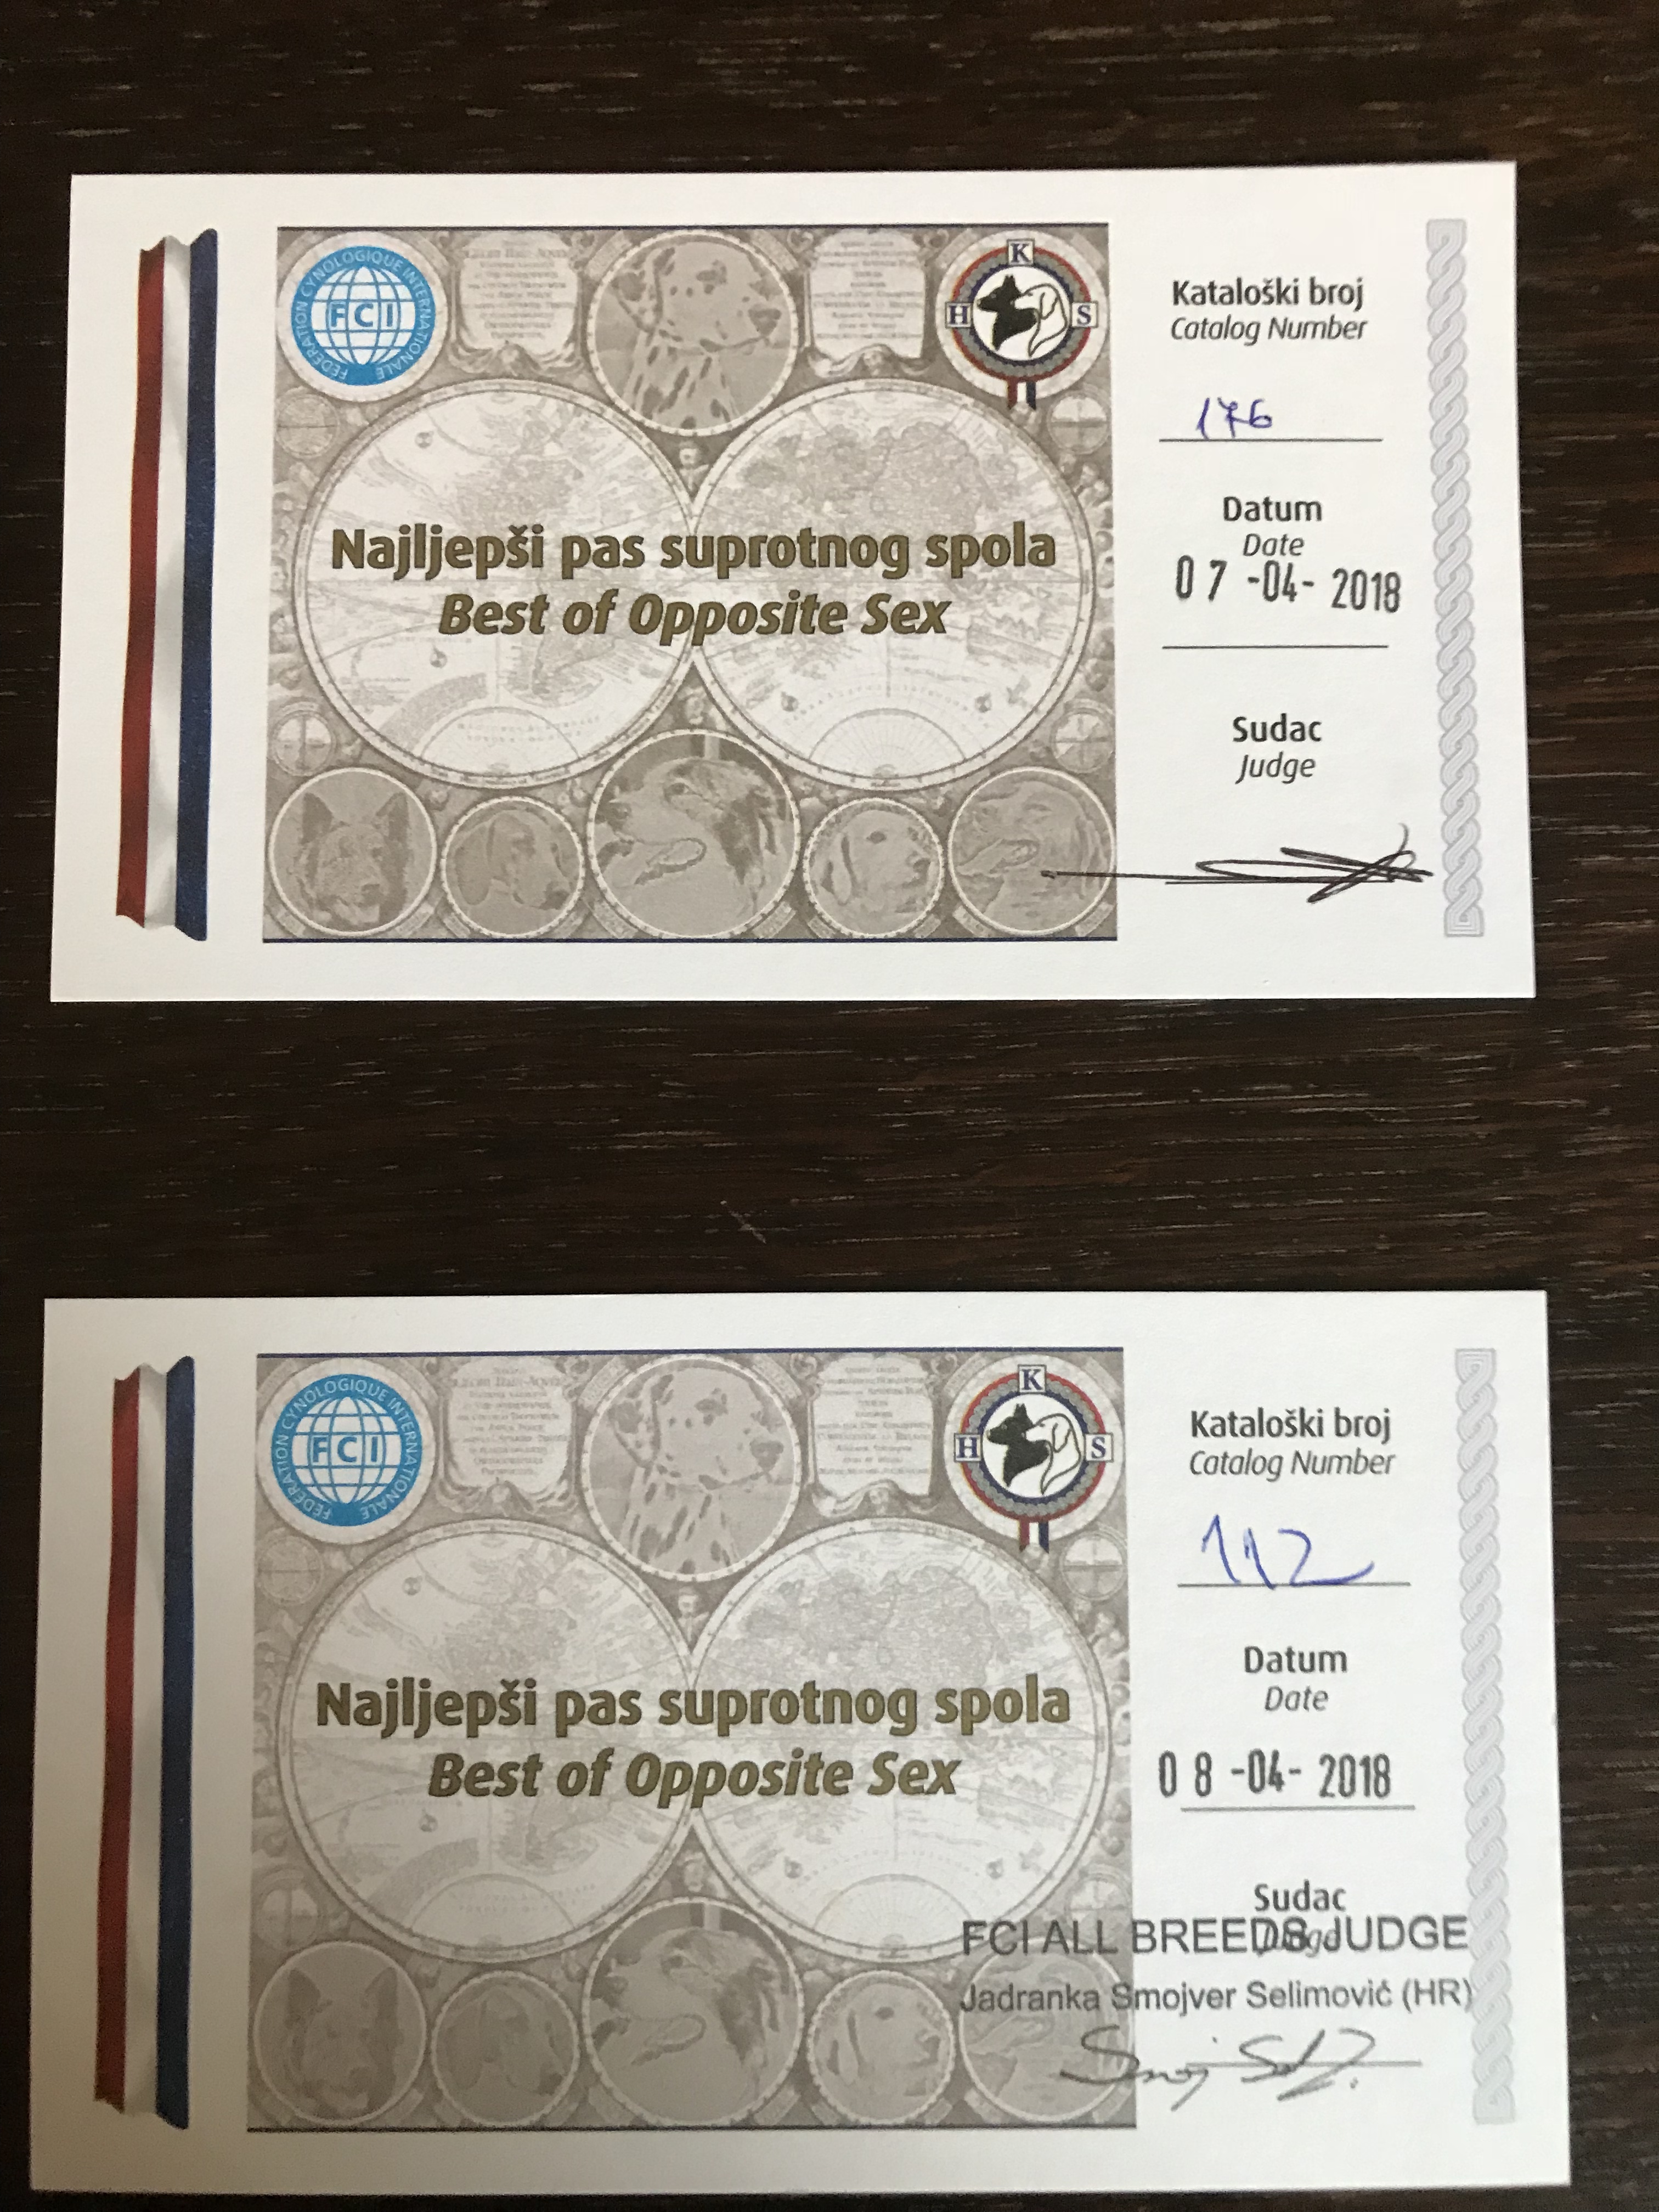 FEDERATION CYNOLOGIQUE INTERNATIONALE
FCI
K
H S
Najljepši pas suprotnog spola
Best of Opposite Sex
Kataloški broj
Catalog Number
176
Datum
Date
07 -04- 2018
Sudac
Judge
FEDERATION CYNOLOGIQUE INTERNATIONALE
FCI
K
H S
Najljepši pas suprotnog spola
Best of Opposite Sex
Kataloški broj
Catalog Number
112
Datum
Date
08 -04- 2018
Sudac
Judge
FCI ALL BREEDS JUDGE
Jadranka Smojver Selimović (HR)